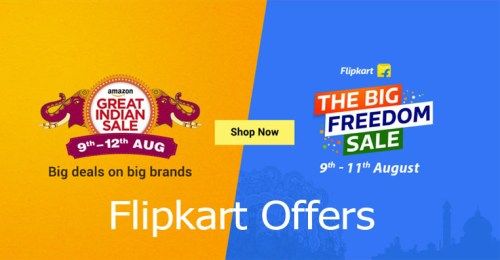 amazon
GREAT
INDIAN
SALE
9th-12th AUG
Big deals on big brands
Shop Now
Flipkart
THE BIG
FREEDOM
SALE
9th - 11th August
Flipkart Offers